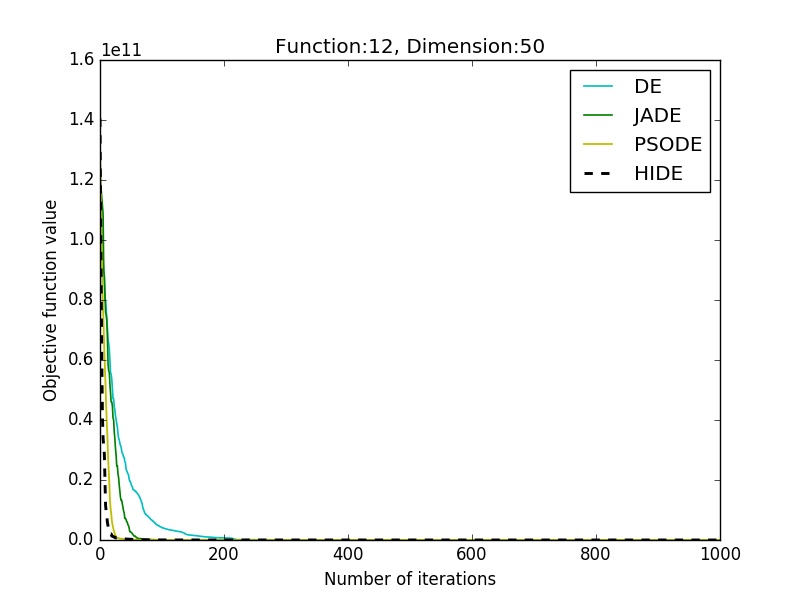 Function:12, Dimension:50
1e11
1.6
1.4
1.2
1.0
0.8
0.6
0.4
0.2
0.0
Objective function value
DE
JADE
PSODE
HIDE
0 200 400 600 800 1000
Number of iterations